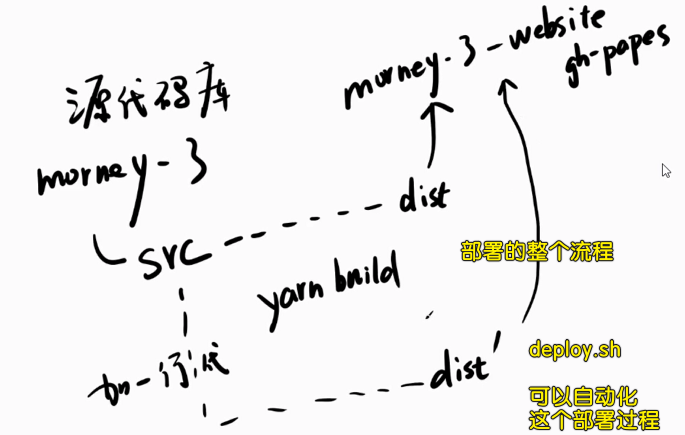 源代码库
morney-3
src
dist
morney-3-website
gh-papes
yarn build
加一行代
dist'
部署的整个流程
deploy.sh
可以自动化
这个部署过程